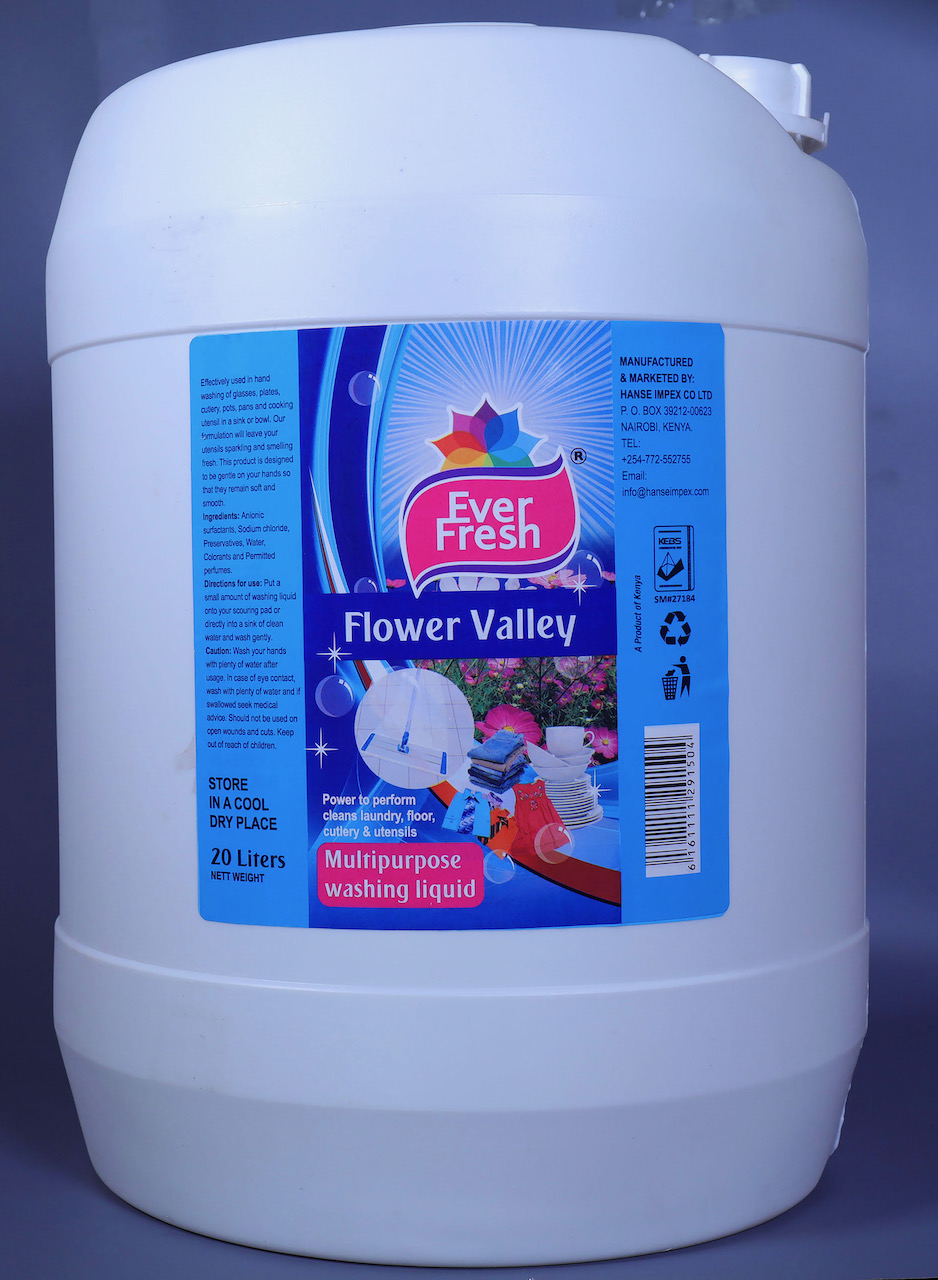 Effectively used in hand
washing of glasses, plates,
cutlery, pots, pans and cooking
utensil in a sink or bowl. Our
formulation will leave your
utensils sparkling and smelling
fresh. This product is designed
to be gentle on your hands so
that they remain soft and
smooth.
Ingredients: Anionic
surfactants, Sodium chloride,
Preservatives, Water,
Colorants and Permitted
perfumes.
Directions for use: Put a
small amount of washing liquid
onto your scouring pad or
directly into a sink of clean
water and wash gently.
Caution: Wash your hands
with plenty of water after
usage. In case of eye contact,
wash with plenty of water and if
swallowed seek medical
advice. Should not be used on
open wounds and cuts. Keep
out of reach of children.
STORE
IN A COOL
DRY PLACE
20 Liters
NETT WEIGHT
®
Ever
Fresh
Flower Valley
Power to perform
cleans laundry, floor,
cutlery & utensils
Multipurpose
washing liquid
MANUFACTURED
& MARKETED BY:
HANSE IMPEX CO LTD
P. O. BOX 39212-00623
NAIROBI, KENYA.
TEL:
+254-772-552755
Email:
info@hanseimpex.com
KEBS
SM#27184
A Product of Kenya
6161111291504